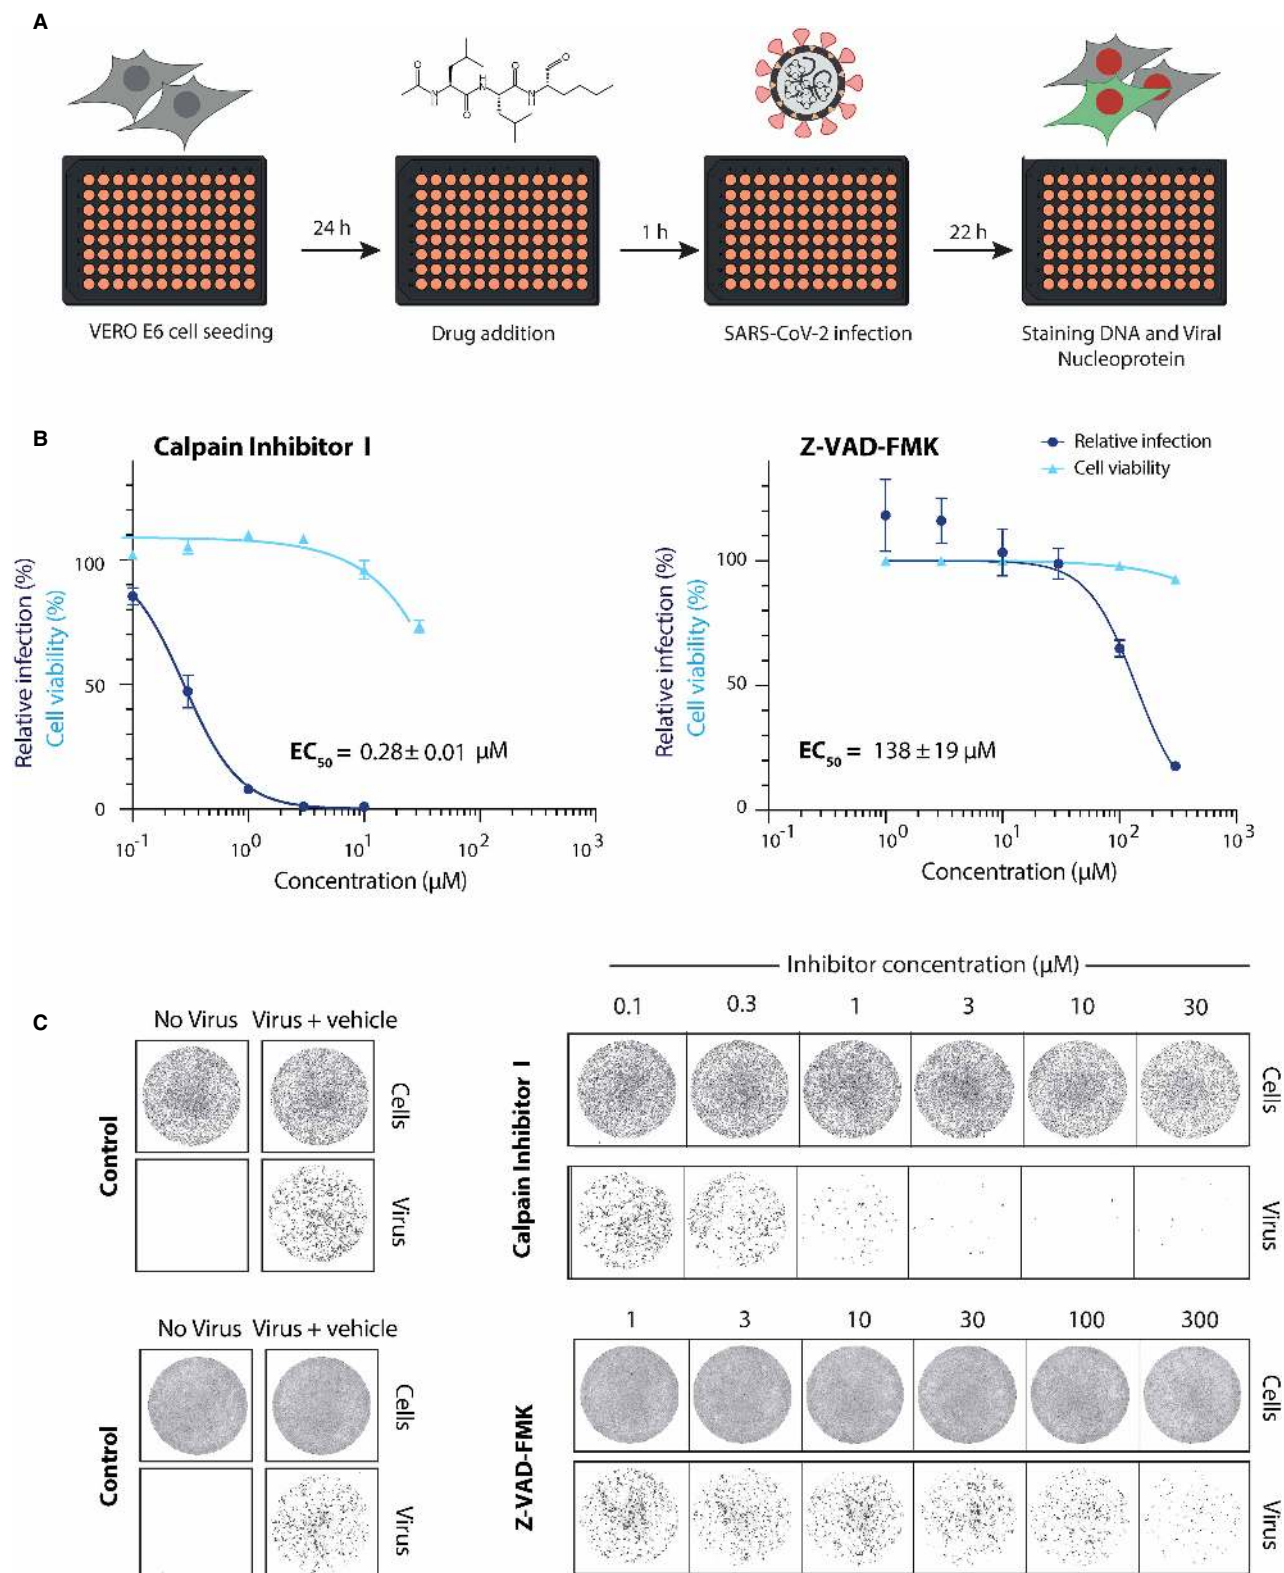 A
O
H
N
O
O
N
H
O
H
N
O
24 h
1 h
22 h
VERO E6 cell seeding
Drug addition
SARS-CoV-2 infection
Staining DNA and Viral
Nucleoprotein
B
Calpain Inhibitor I
Relative infection (%)
Cell viability (%)
100
50
0
EC50 = 0.28 ± 0.01 µM
10-1
100
101
102
103
Concentration (µM)
Z-VAD-FMK
Relative infection
Cell viability
Relative infection (%)
Cell viability (%)
100
50
0
EC50 = 138 ± 19 µM
10-1
100
101
102
103
Concentration (µM)
C
Inhibitor concentration (µM)
No Virus Virus + vehicle
Control
Cells
Virus
0.1 0.3 1 3 10 30
Calpain Inhibitor I
Cells
Virus
No Virus Virus + vehicle
Control
Cells
Virus
1 3 10 30 100 300
Z-VAD-FMK
Cells
Virus